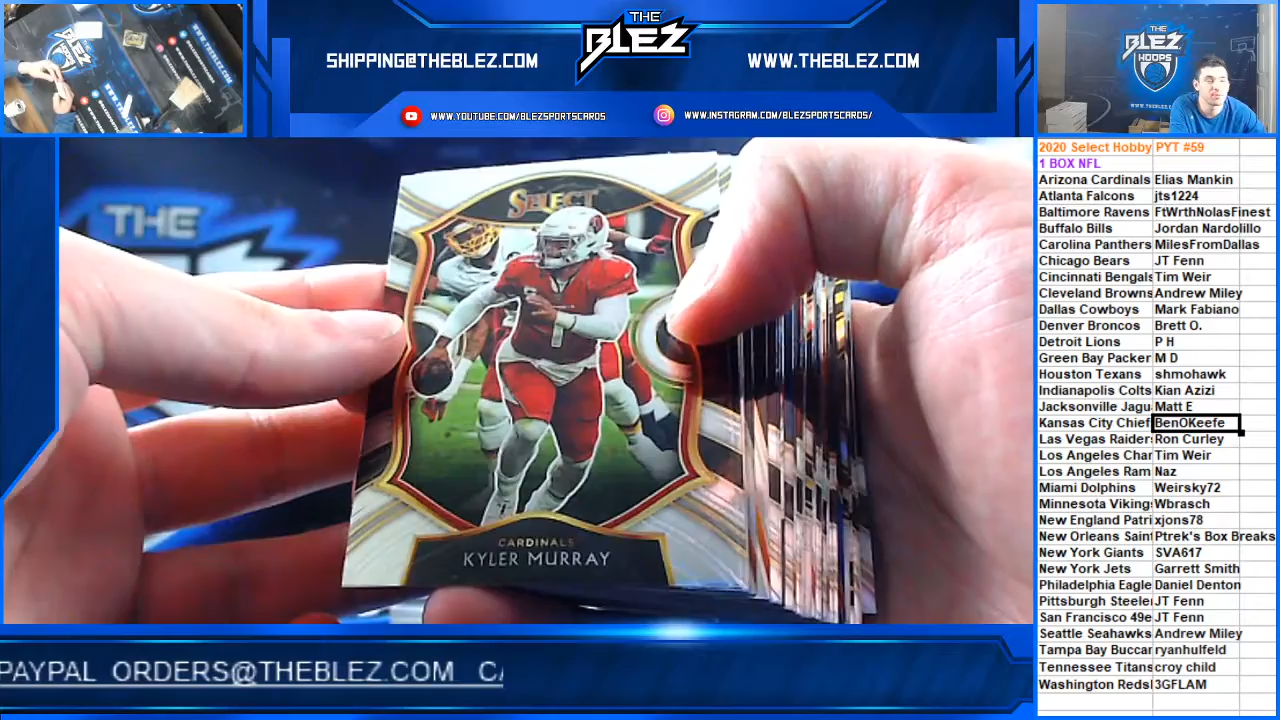 SHIPPING@THEBLEZ.COM
THE
BLEZ
WWW.THEBLEZ.COM
WWW.YOUTUBE.COM/BLEZSPORTSCARDS
WWW.INSTAGRAM.COM/BLEZSPORTSCARDS/
THE
BLEZ
HOOPS
THE
SELECT
1
CARDINALS
KYLER MURRAY
2020 Select Hobby PYT #59
1 BOX NFL
Arizona Cardinals Elias Mankin
Atlanta Falcons jts1224
Baltimore Ravens FtWrthNolasFinest
Buffalo Bills Jordan Nardolillo
Carolina Panthers MilesFromDallas
Chicago Bears JT Fenn
Cincinnati Bengals Tim Weir
Cleveland Browns Andrew Miley
Dallas Cowboys Mark Fabiano
Denver Broncos Brett O.
Detroit Lions P H
Green Bay Packer M D
Houston Texans shmohawk
Indianapolis Colts Kian Azizi
Jacksonville Jagu Matt E
Kansas City Chief BenOKeefe
Las Vegas Raider Ron Curley
Los Angeles Char Tim Weir
Los Angeles Ram Naz
Miami Dolphins Weirsky72
Minnesota Viking Wbrasch
New England Patri xjons78
New Orleans Saint Ptrek's Box Breaks
New York Giants SVA617
New York Jets Garrett Smith
Philadelphia Eagle Daniel Denton
Pittsburgh Steeler JT Fenn
San Francisco 49e JT Fenn
Seattle Seahawks Andrew Miley
Tampa Bay Buccar ryanhulfeld
Tennessee Titans croy child
Washington Redsl 3GFLAM
PAYPAL ORDERS@THEBLEZ.COM CA